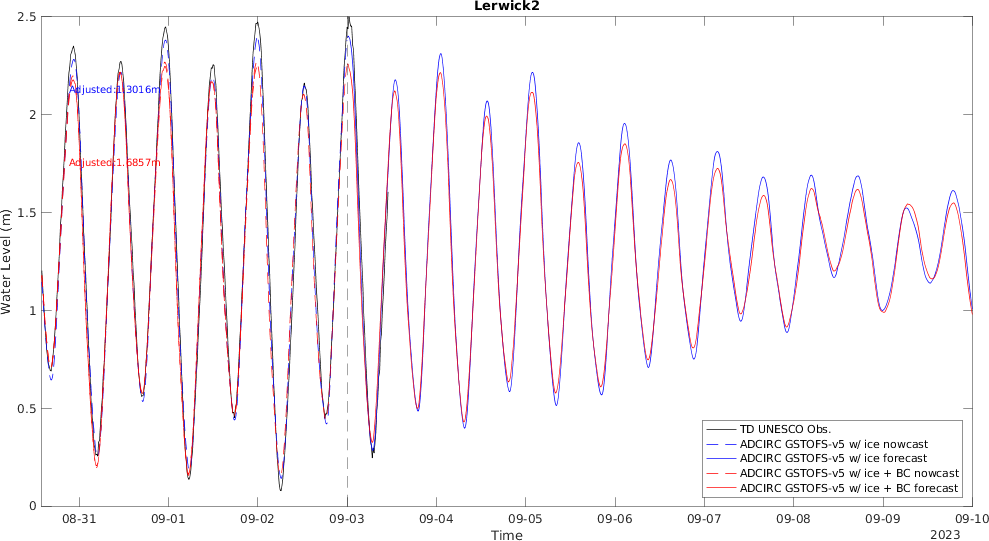 Lerwick2
2.5
2
1.5
1
0.5
0
Water Level (m)
Adjusted:1.3016m
Adjusted:1.6857m
TD UNESCO Obs.
ADCIRC GSTOFS-v5 w/ ice nowcast
ADCIRC GSTOFS-v5 w/ ice forecast
ADCIRC GSTOFS-v5 w/ ice + BC nowcast
ADCIRC GSTOFS-v5 w/ ice + BC forecast
08-31 09-01 09-02 09-03 09-04 09-05 09-06 09-07 09-08 09-09 09-10
Time
2023